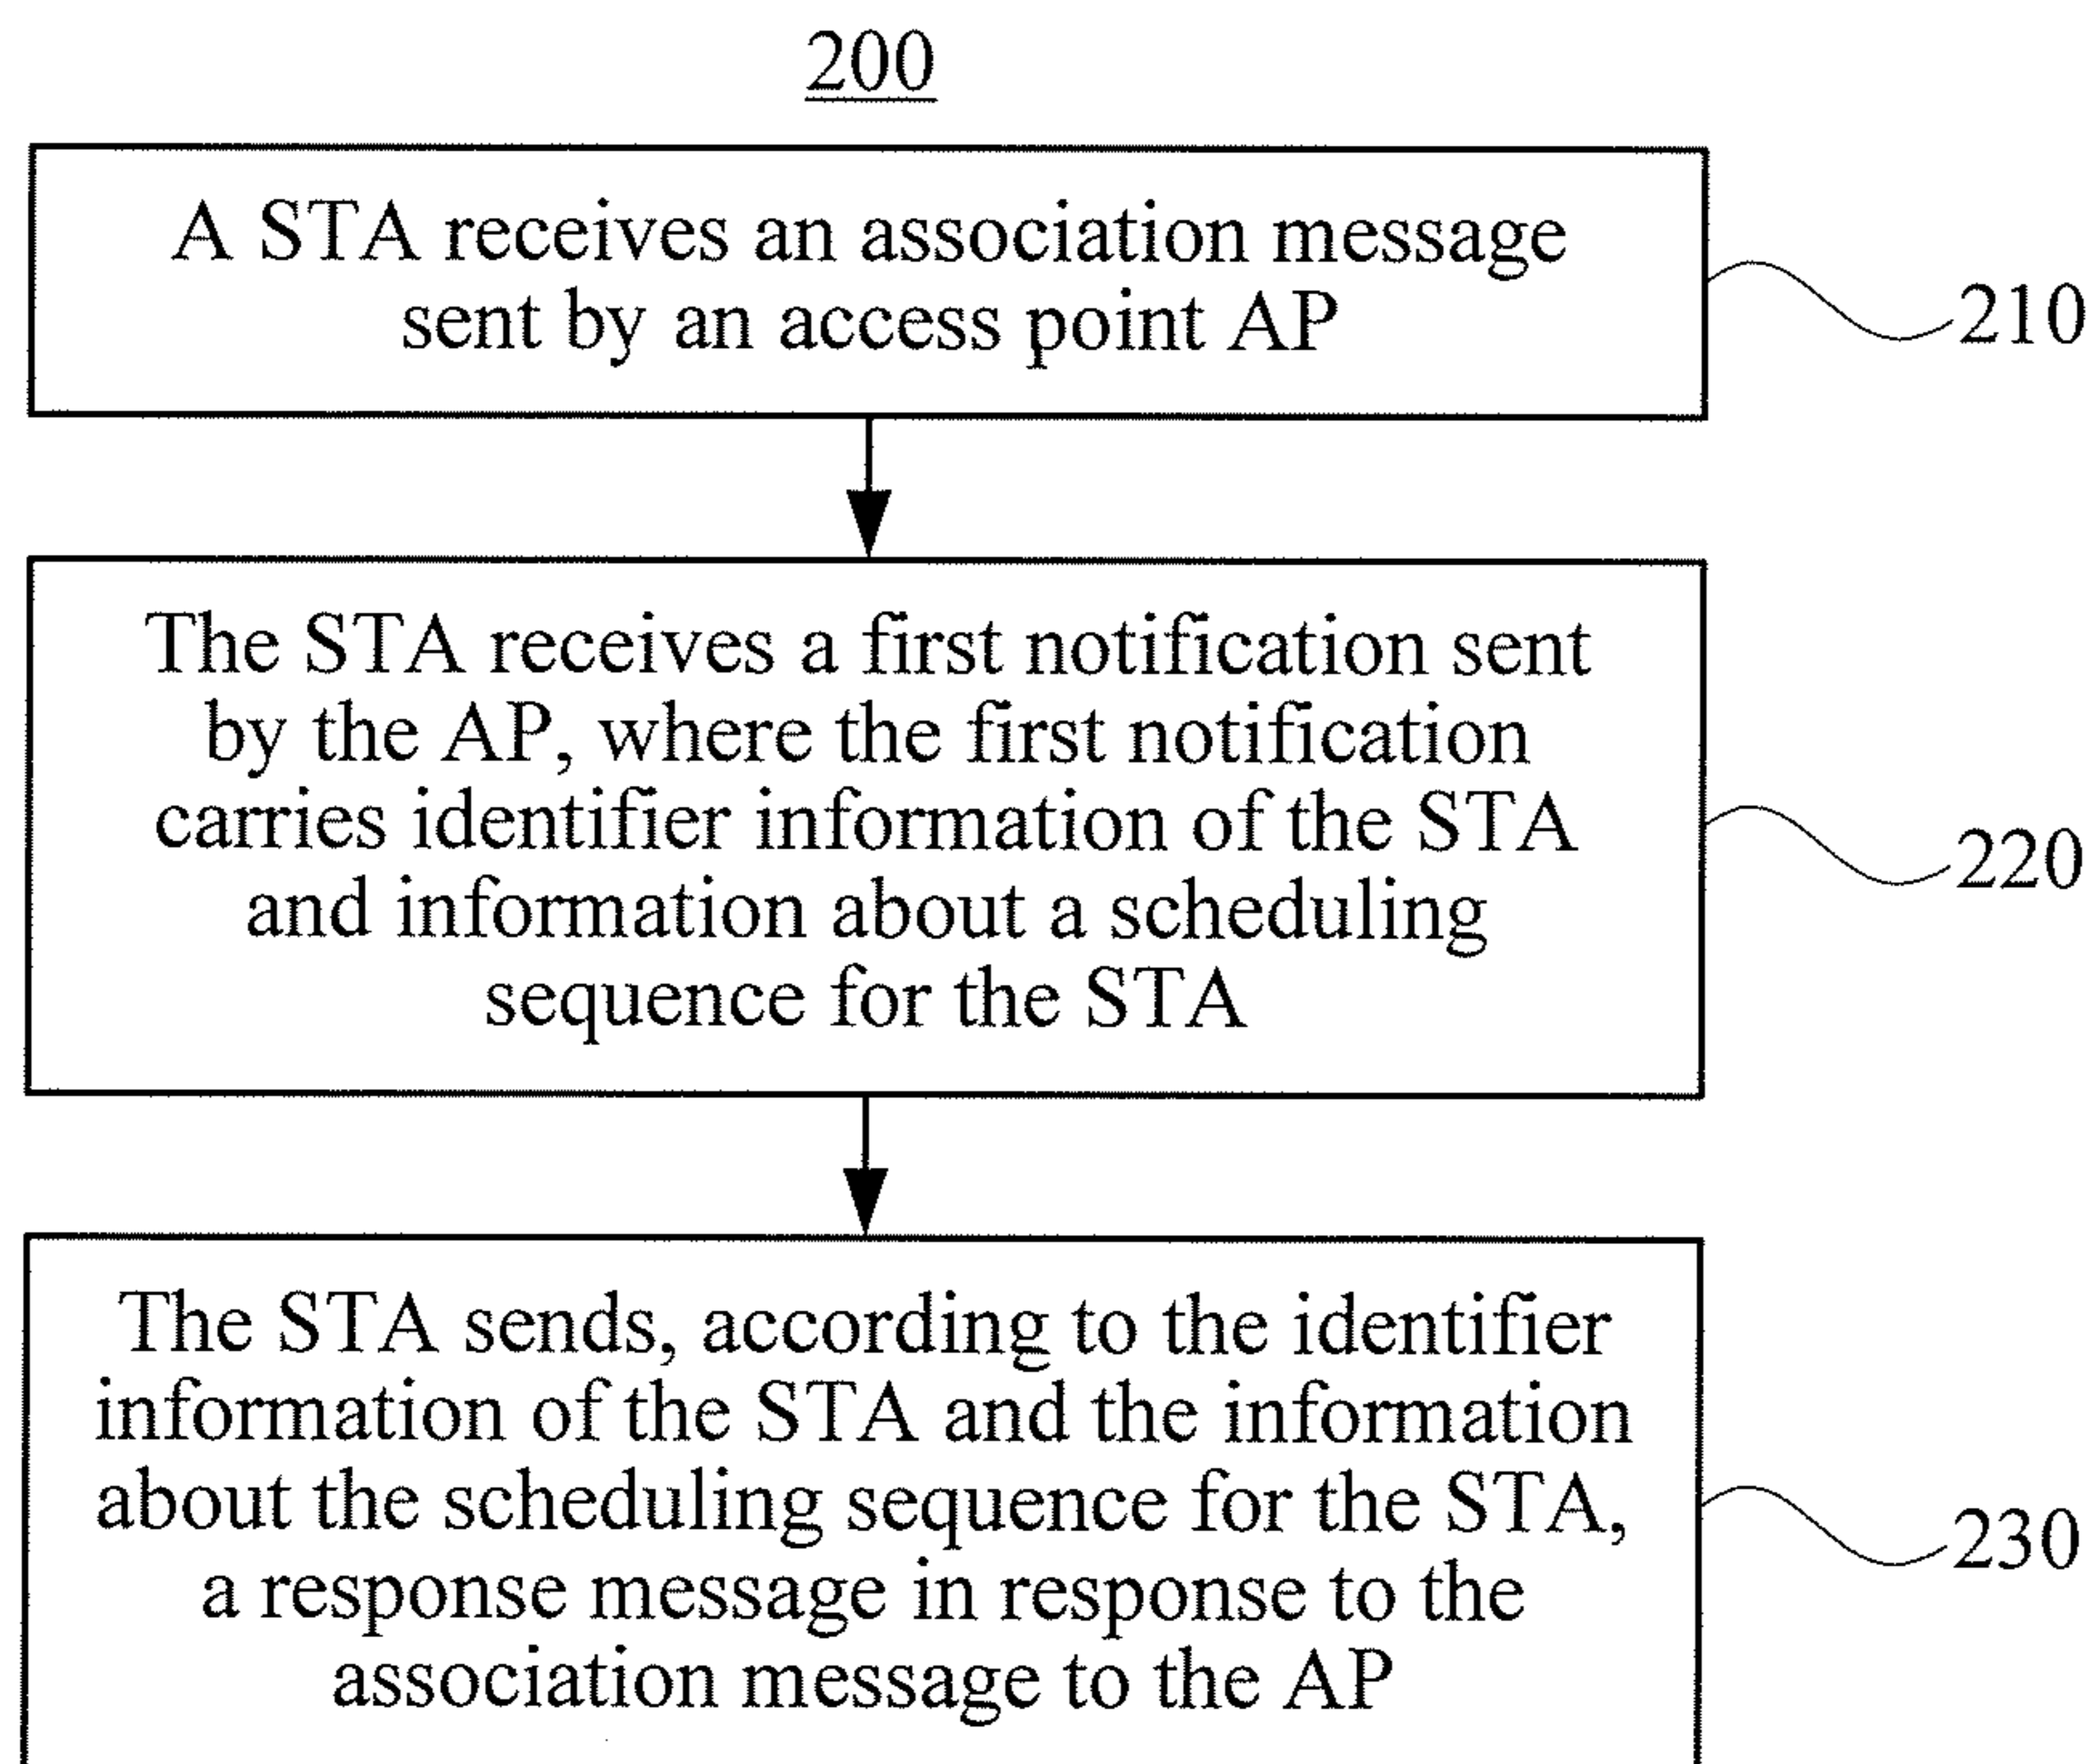 200
A STA receives an association message
sent by an access point AP
210
The STA receives a first notification sent
by the AP, where the first notification
carries identifier information of the STA
and information about a scheduling
sequence for the STA
220
The STA sends, according to the identifier
information of the STA and the information
about the scheduling sequence for the STA,
a response message in response to the
association message to the AP
230